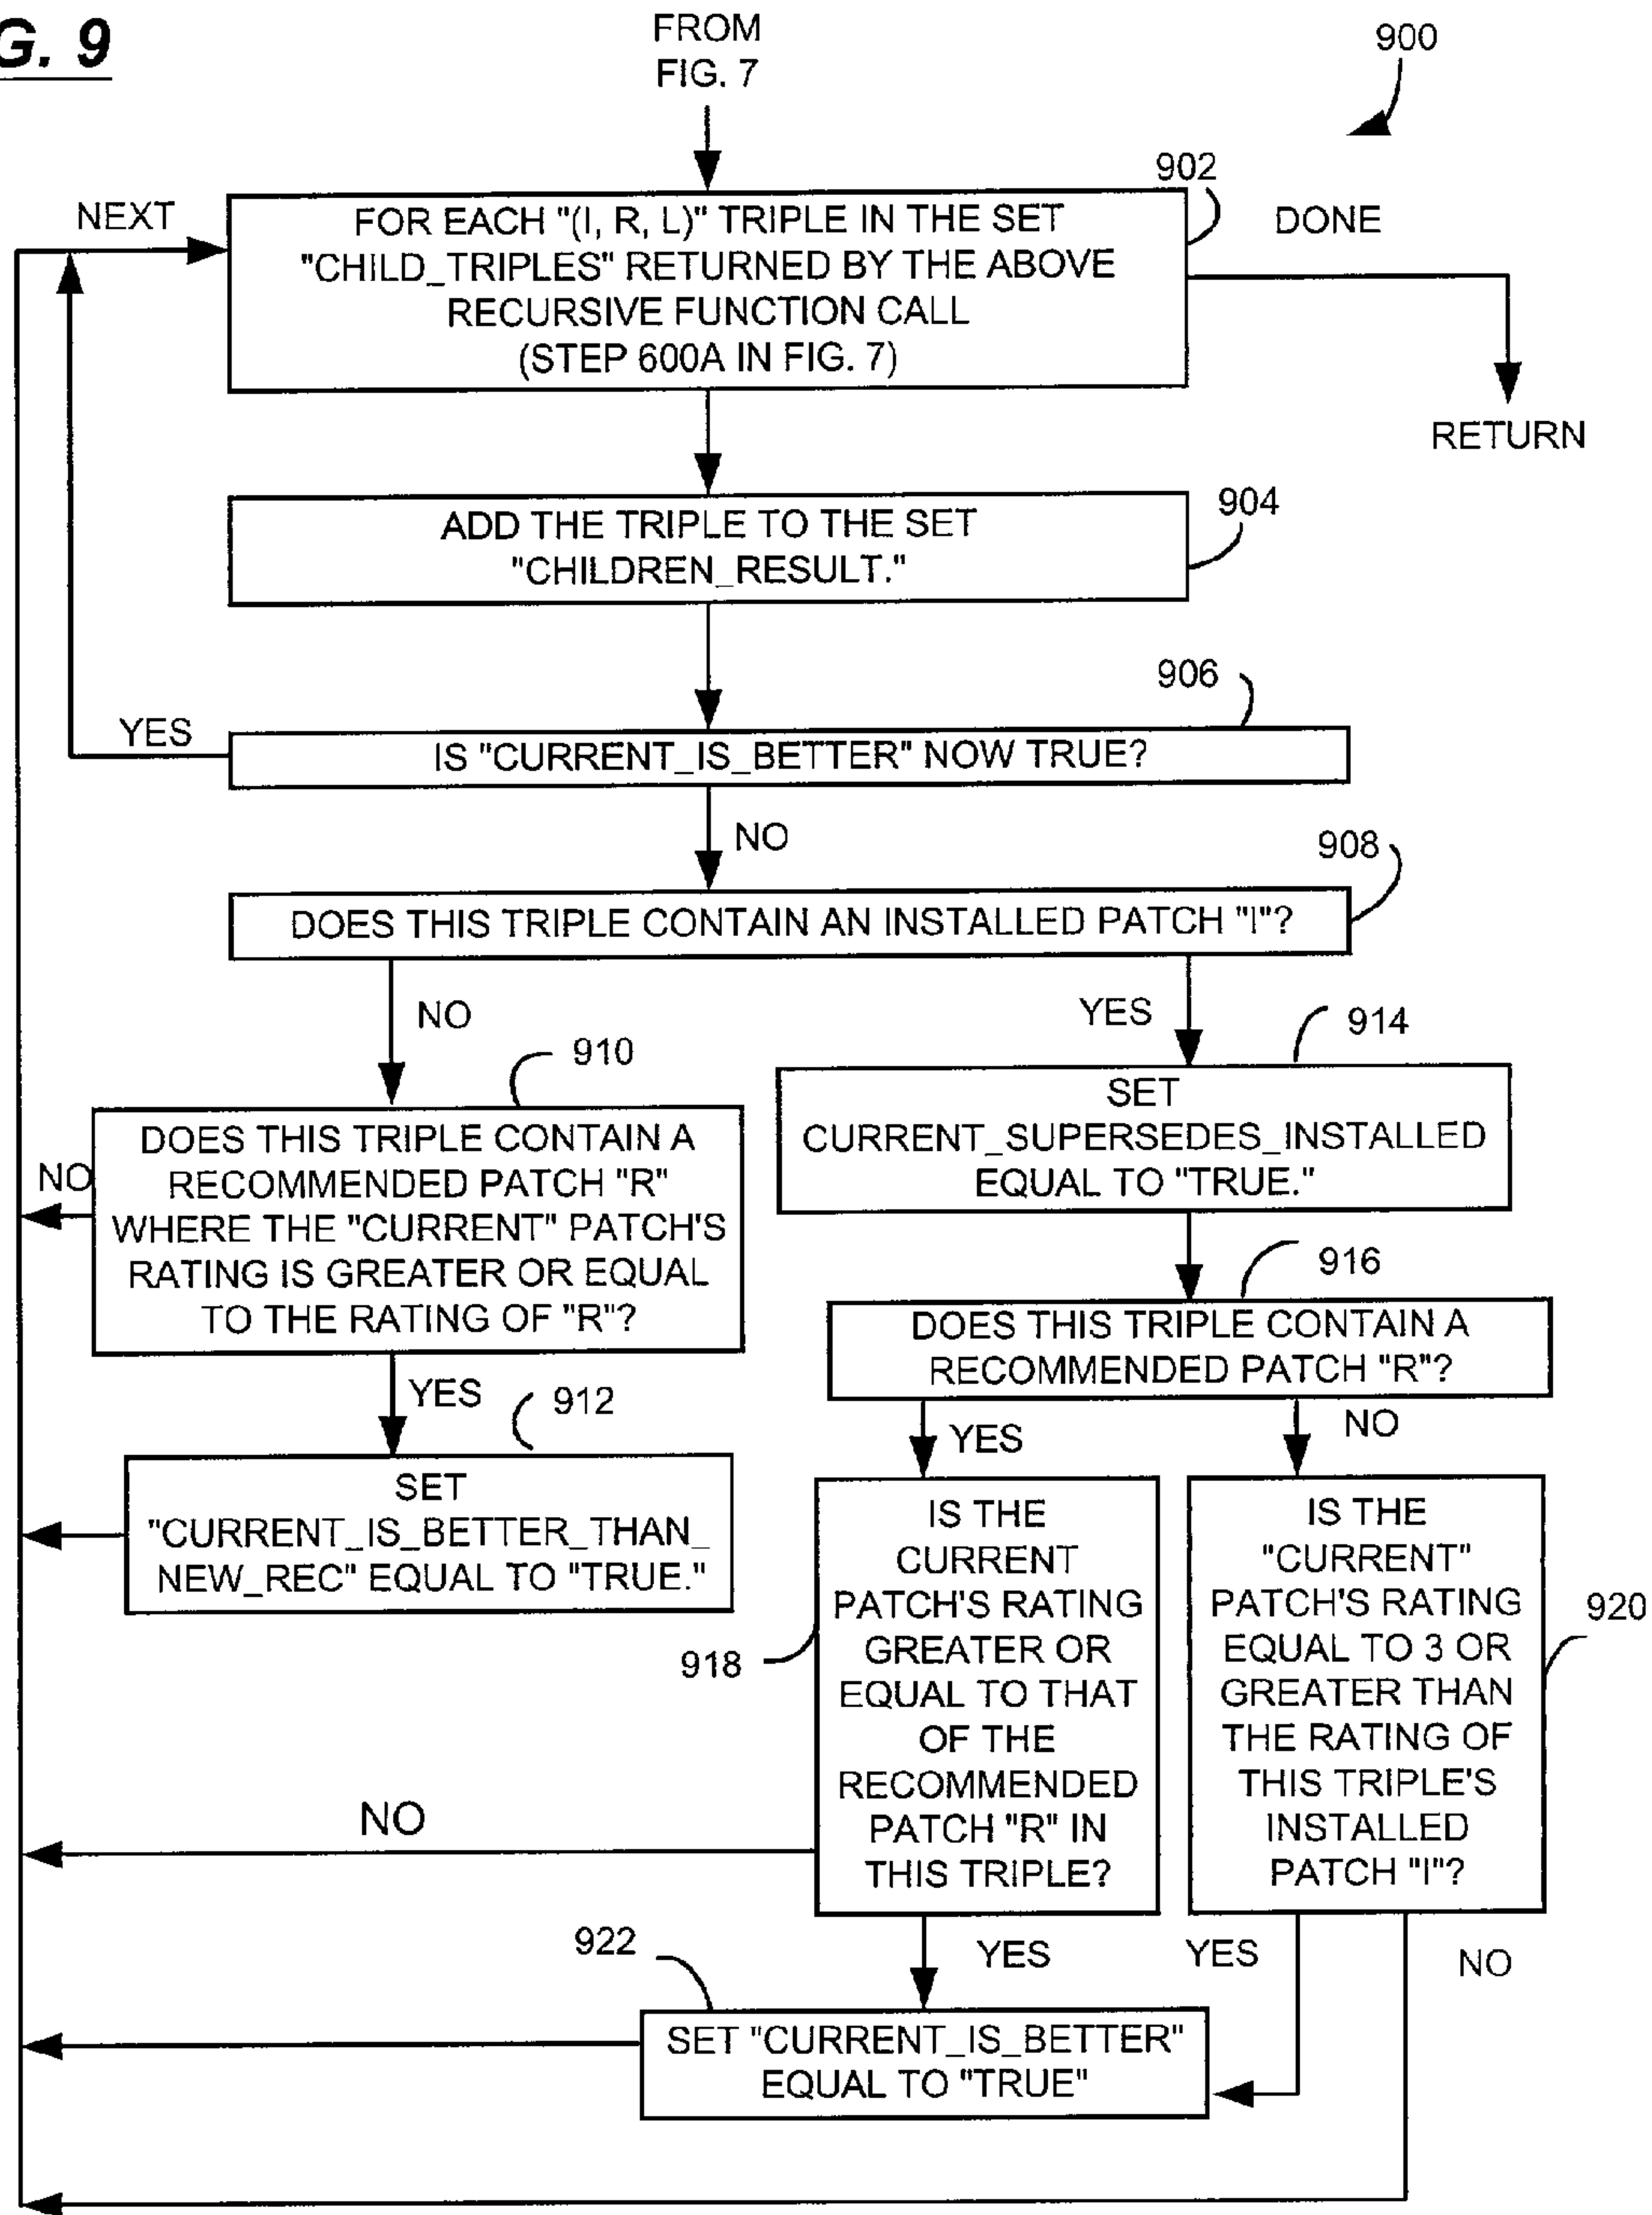 G. 9
FROM
FIG. 7
900
902
NEXT
DONE
FOR EACH "(I, R, L)" TRIPLE IN THE SET
"CHILD_TRIPLES" RETURNED BY THE ABOVE
RECURSIVE FUNCTION CALL
(STEP 600A IN FIG. 7)
RETURN
904
ADD THE TRIPLE TO THE SET
"CHILDREN_RESULT."
906
YES
IS "CURRENT_IS_BETTER" NOW TRUE?
NO
908
DOES THIS TRIPLE CONTAIN AN INSTALLED PATCH "I"?
NO
YES
910
914
DOES THIS TRIPLE CONTAIN A
RECOMMENDED PATCH "R"
WHERE THE "CURRENT" PATCH'S
RATING IS GREATER OR EQUAL
TO THE RATING OF "R"?
NO
SET
CURRENT_SUPERSEDES_INSTALLED
EQUAL TO "TRUE."
916
DOES THIS TRIPLE CONTAIN A
RECOMMENDED PATCH "R"?
YES
912
SET
"CURRENT_IS_BETTER_THAN_
NEW_REC" EQUAL TO "TRUE."
YES
NO
918
IS THE
CURRENT
PATCH'S RATING
GREATER OR
EQUAL TO THAT
OF THE
RECOMMENDED
PATCH "R" IN
THIS TRIPLE?
IS THE
"CURRENT"
PATCH'S RATING
EQUAL TO 3 OR
GREATER THAN
THE RATING OF
THIS TRIPLE'S
INSTALLED
PATCH "I"?
920
NO
922
YES
YES
NO
SET "CURRENT_IS_BETTER"
EQUAL TO "TRUE"